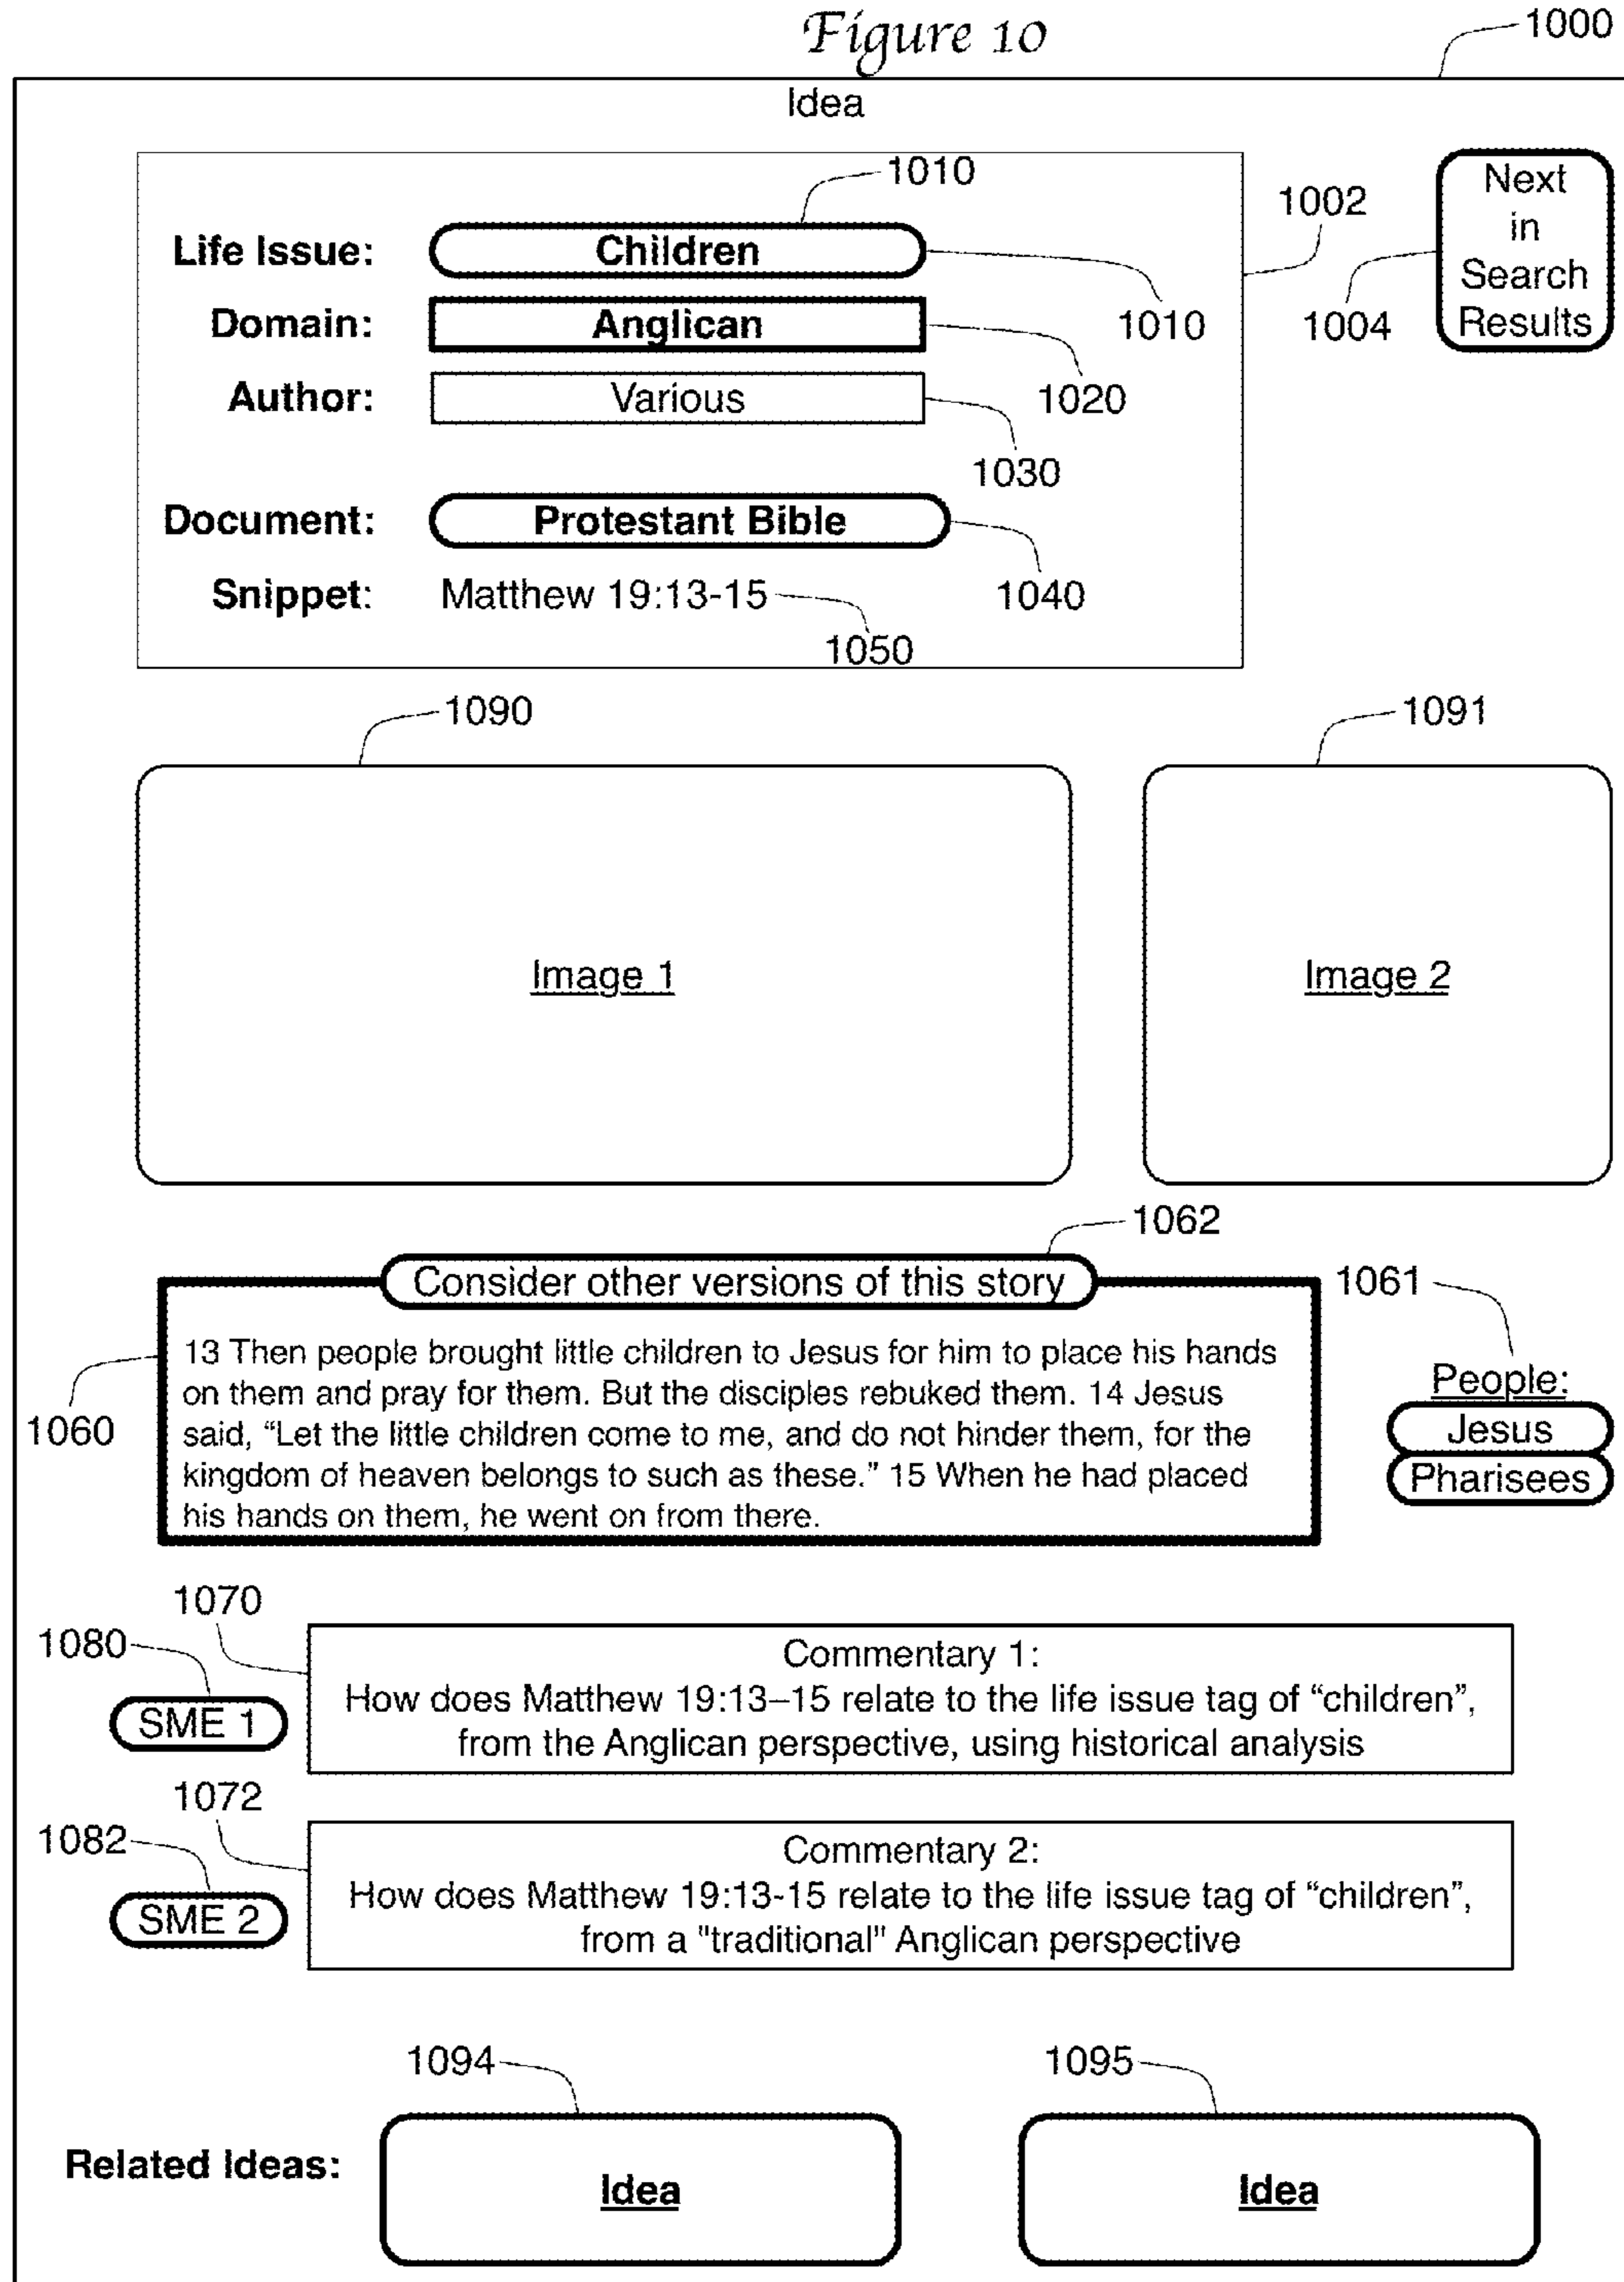 Figure 10
1000
Idea
1010
Life Issue: Children
1002
Next
in
Search
Results
Domain: Anglican
1010
1004
Author: Various
1020
1030
Document: Protestant Bible
Snippet: Matthew 19:13-15
1040
1050
1090
1091
Image 1
Image 2
1062
Consider other versions of this story
1061
13 Then people brought little children to Jesus for him to place his hands
on them and pray for them. But the disciples rebuked them. 14 Jesus
said, “Let the little children come to me, and do not hinder them, for the
kingdom of heaven belongs to such as these.” 15 When he had placed
his hands on them, he went on from there.
1060
People:
Jesus
Pharisees
1070
1080
SME 1
Commentary 1:
How does Matthew 19:13–15 relate to the life issue tag of “children”,
from the Anglican perspective, using historical analysis
1072
1082
SME 2
Commentary 2:
How does Matthew 19:13-15 relate to the life issue tag of “children”,
from a "traditional" Anglican perspective
1094
1095
Related Ideas:
Idea
Idea